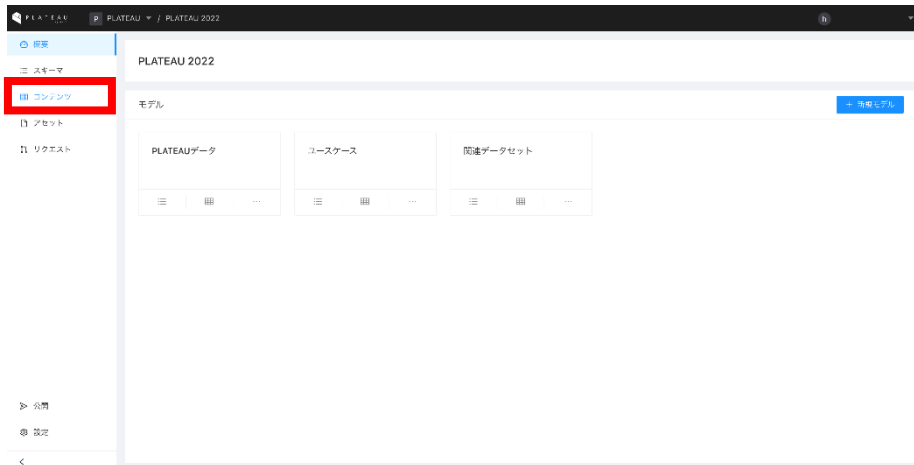 PLATEAU
P PLATEAU / PLATEAU 2022
h
概要
スキーマ
コンテンツ
アセット
リクエスト
公開
設定
PLATEAU 2022
モデル
+ 新規モデル
PLATEAUデータ
ユースケース
関連データセット